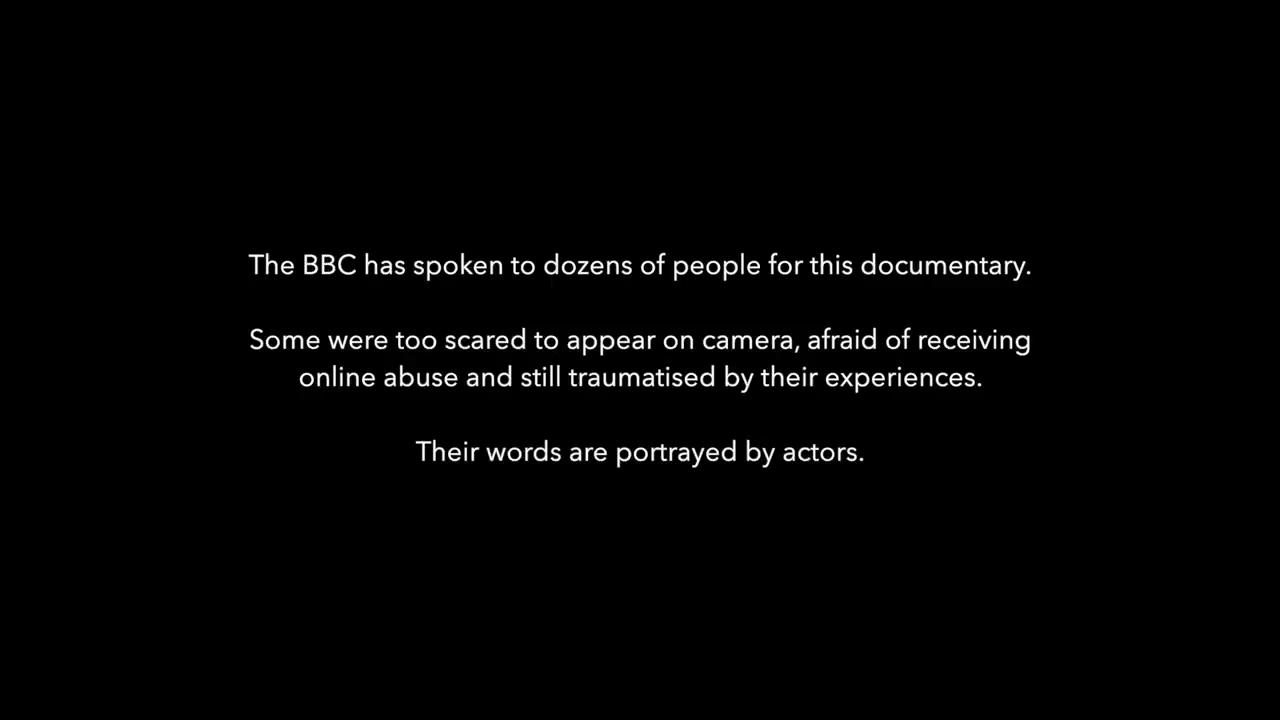 The BBC has spoken to dozens of people for this documentary.
Some were too scared to appear on camera, afraid of receiving
online abuse and still traumatised by their experiences.
Their words are portrayed by actors.